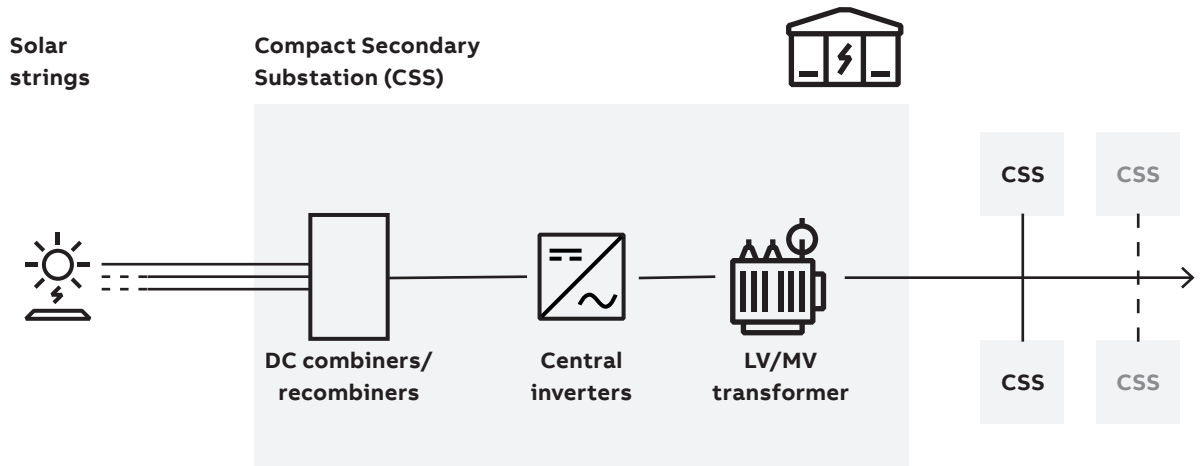 Solar
strings
Compact Secondary
Substation (CSS)
CSS
CSS
DC combiners/
recombiners
Central
inverters
LV/MV
transformer
CSS
CSS